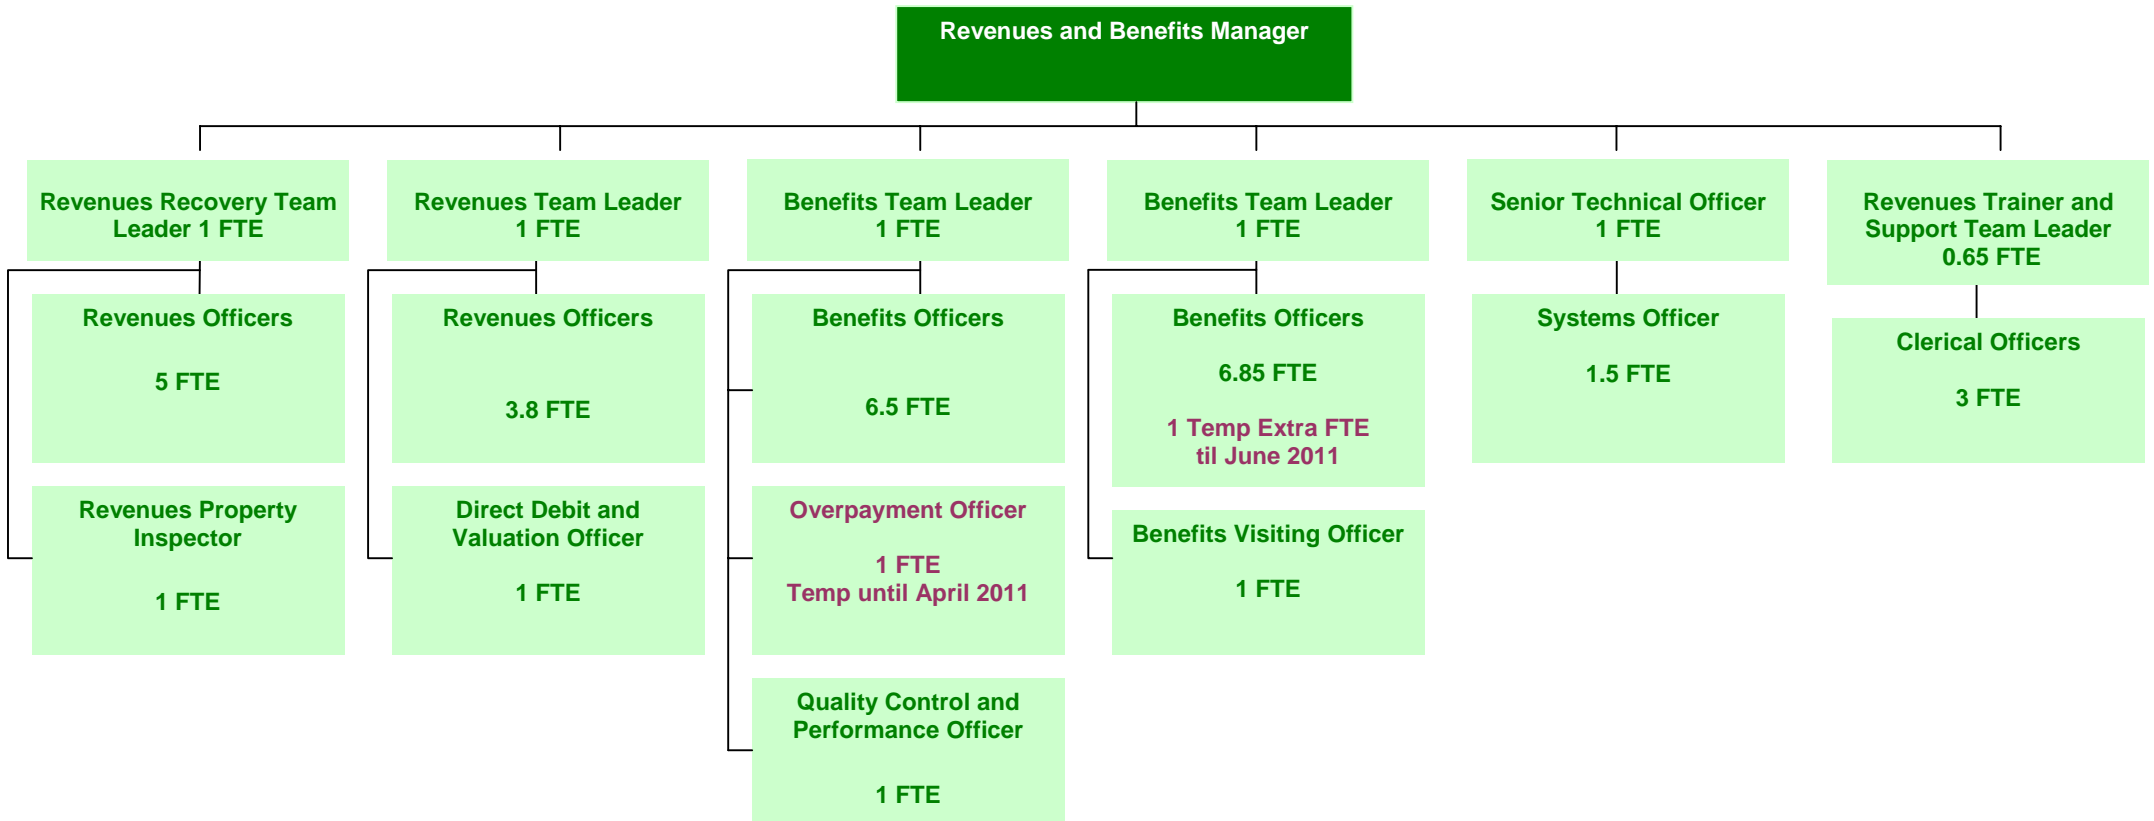 Revenues and Benefits Manager
Revenues Recovery Team
Leader 1 FTE
Revenues Team Leader
1 FTE
Benefits Team Leader
1 FTE
Benefits Team Leader
1 FTE
Senior Technical Officer
1 FTE
Revenues Trainer and
Support Team Leader
0.65 FTE
Revenues Officers
5 FTE
Revenues Officers
3.8 FTE
Benefits Officers
6.5 FTE
Benefits Officers
6.85 FTE
1 Temp Extra FTE
til June 2011
Systems Officer
1.5 FTE
Clerical Officers
3 FTE
Revenues Property
Inspector
1 FTE
Direct Debit and
Valuation Officer
1 FTE
Overpayment Officer
1 FTE
Temp until April 2011
Benefits Visiting Officer
1 FTE
Quality Control and
Performance Officer
1 FTE